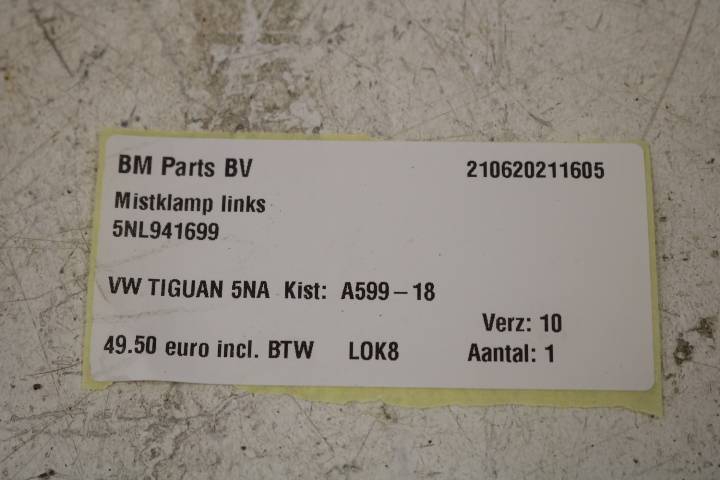 BM Parts BV 210620211605
Mistklamp links
5NL941699
VW TIGUAN 5NA Kist: A599-18
Verz: 10
49.50 euro incl. BTW LOK8 Aantal: 1